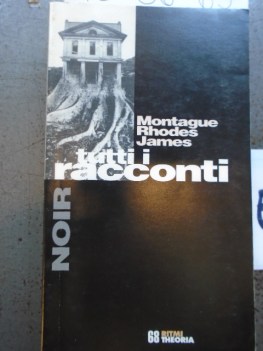 Montague
Rhodes
James
tutti i
racconti
NOIR
68 RITMI
THEORIA